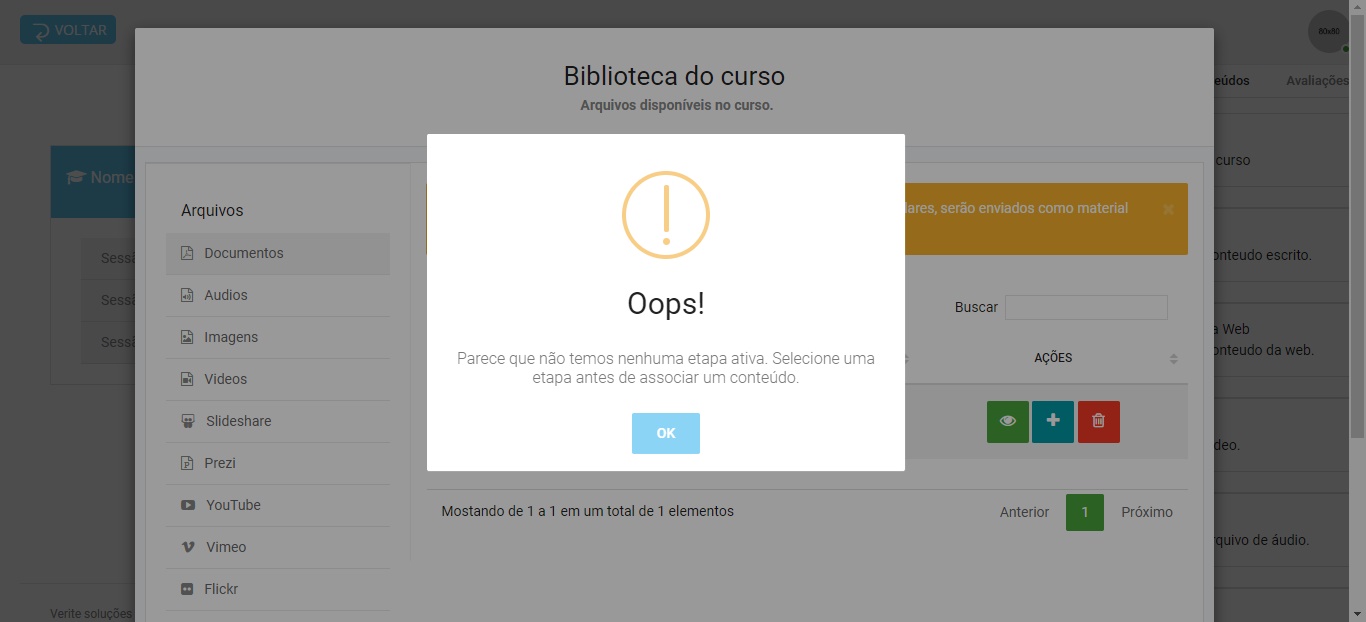 VOLTAR
60x60
Biblioteca do curso
Arquivos disponíveis no curso.
eúdos
Avaliações
Nome
curso
Arquivos
lares, serão enviados como material
Documentos
onteudo escrito.
Sessã
Audios
Sessã
Buscar
Oops!
Imagens
a Web
Sessã
onteudo da web.
Parece que não temos nenhuma etapa ativa. Selecione uma
etapa antes de associar um conteúdo.
AÇÕES
Videos
Slideshare
OK
deo.
Prezi
YouTube
Mostando de 1 a 1 em um total de 1 elementos
Anterior
1
Próximo
Vimeo
rquivo de áudio.
Flickr
Verite soluções